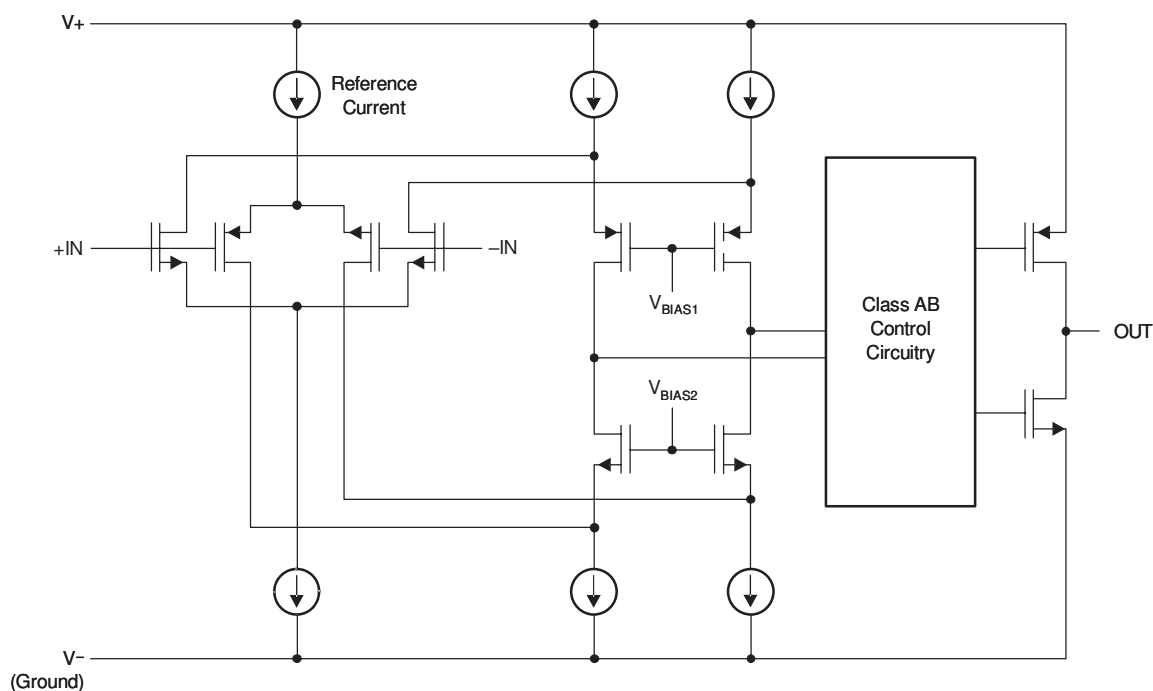 V+
Reference
Current
+IN
–IN
VBIAS1
Class AB
Control
Circuitry
OUT
VBIAS2
V–
(Ground)